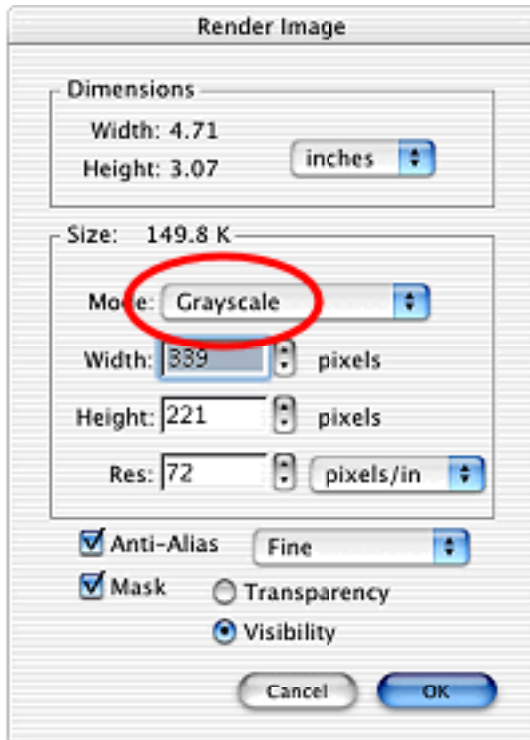 Render Image
Dimensions
Width: 4.71
inches
Height: 3.07
Size: 149.8 K
Mode: Grayscale
Width: 339 pixels
Height: 221 pixels
Res: 72 pixels/in
Anti-Alias Fine
Mask Transparency
Visibility
Cancel OK